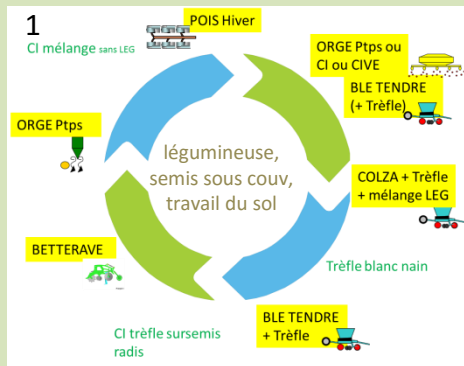 1
POIS Hiver
CI mélange sans LEG
ORGE Ptps ou
CI ou CIVE
BLE TENDRE
(+ Trèfle)
ORGE Ptps
légumineuse,
semis sous couv,
travail du sol
COLZA + Trèfle
+ mélange LEG
BETTERAVE
Trèfle blanc nain
BLE TENDRE
+ Trèfle
CI trèfle sursemis
radis